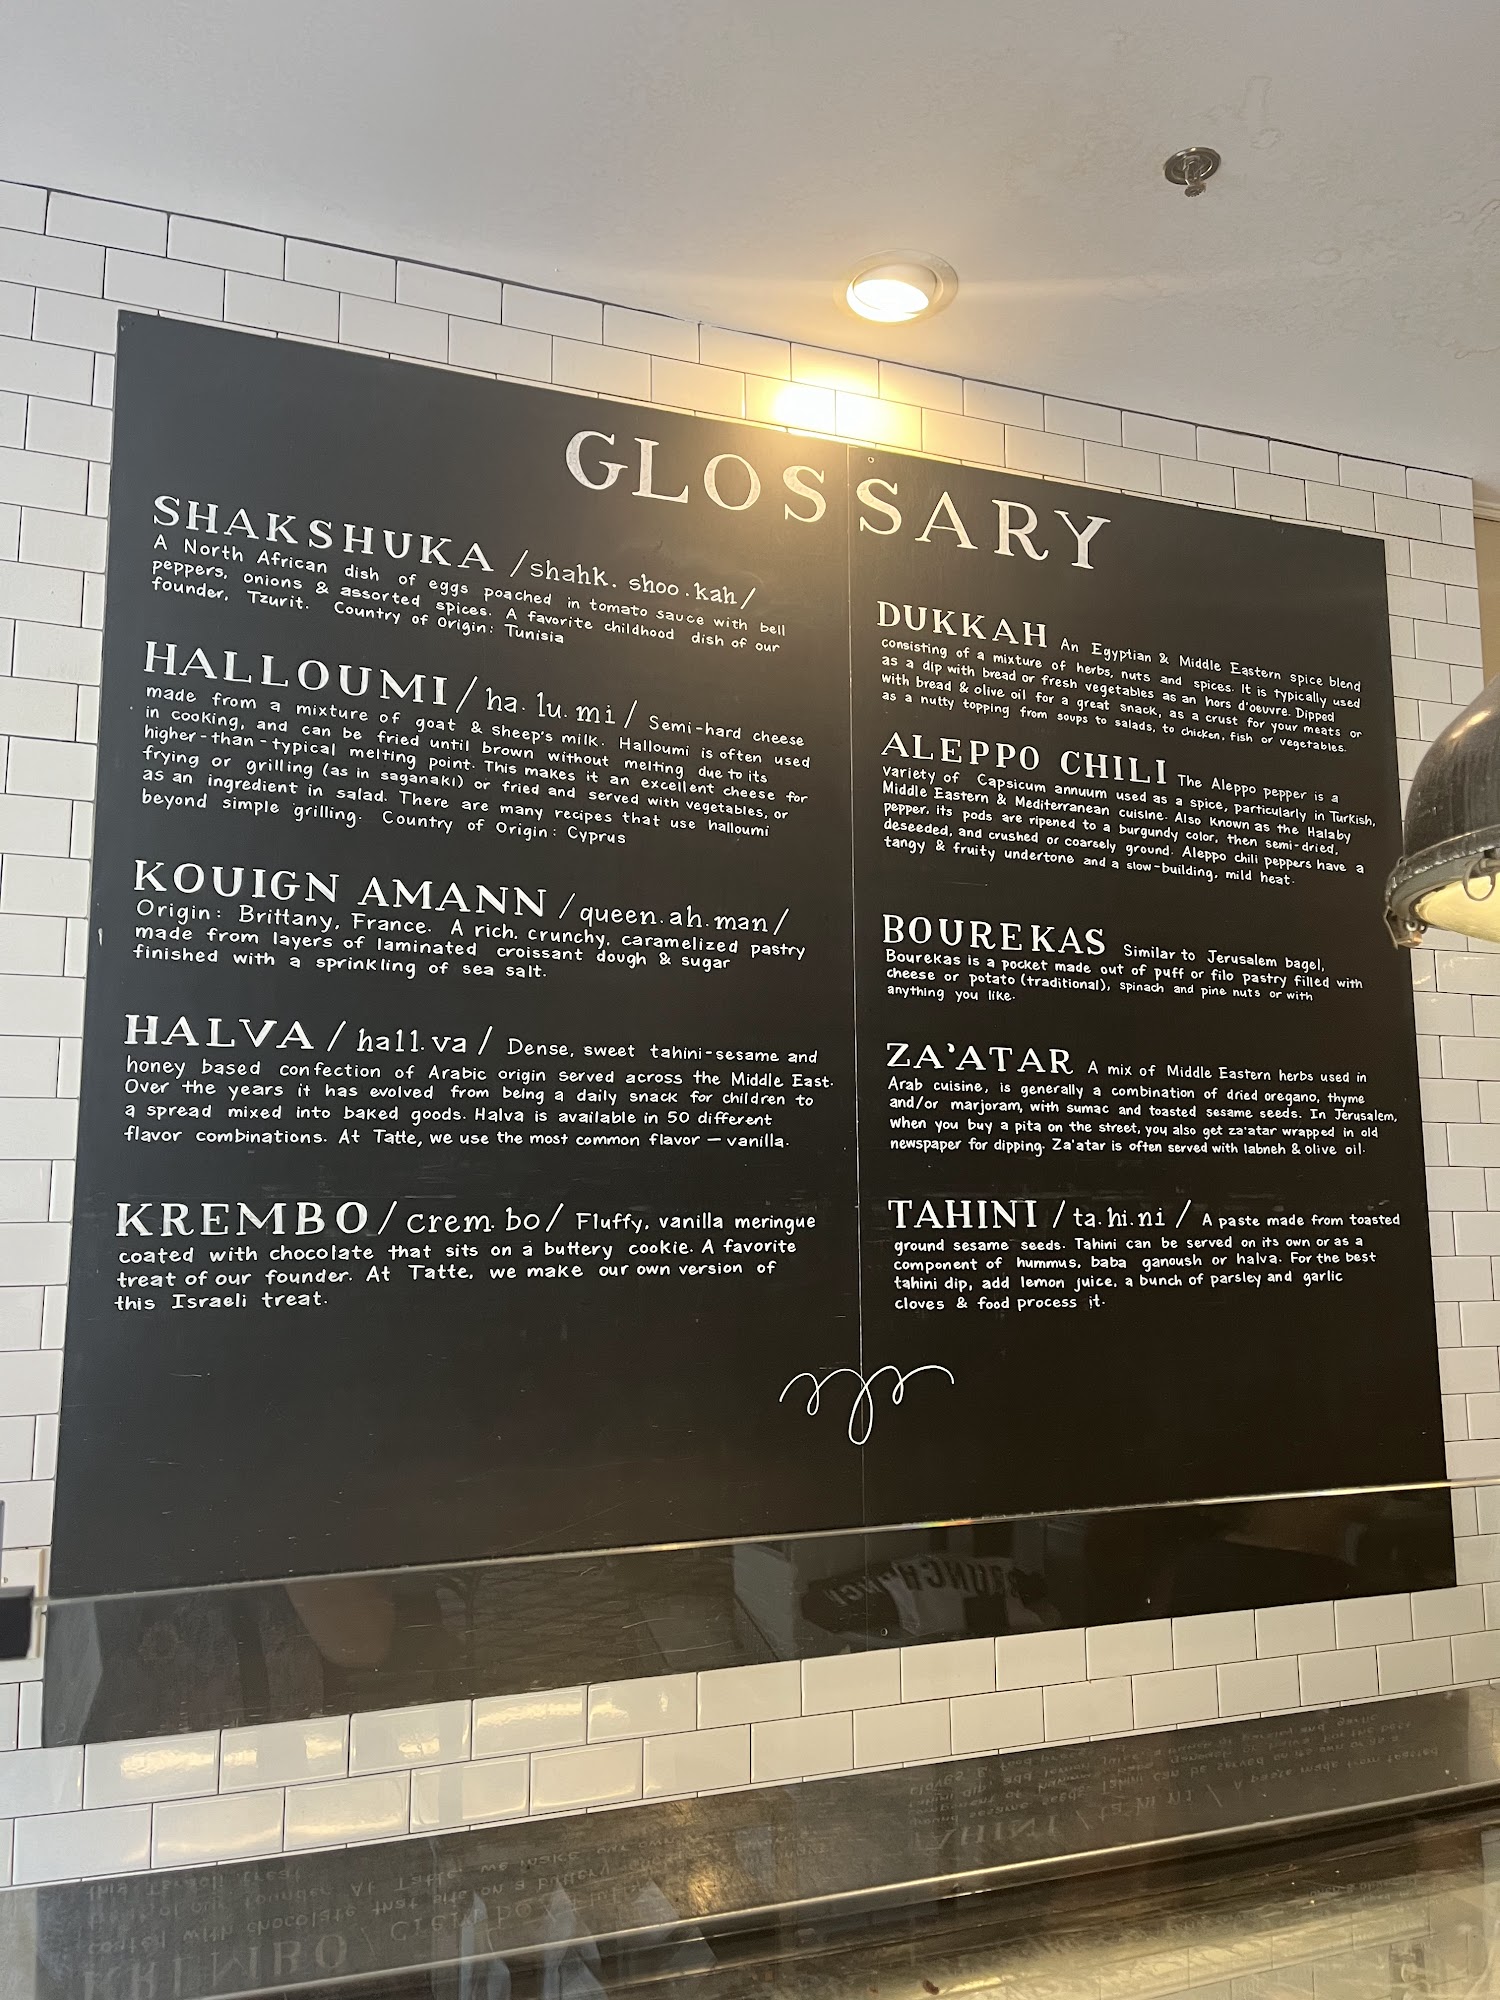 GLOSSARY
SHAKSHUKA /shahk. shoo. kah/
A North African dish of eggs poached in tomato sauce with bell
peppers, onions & assorted spices. A favorite childhood dish of our
founder, Tzurit. Country of Origin: Tunisia
HALLOUMI / ha. lu. mi / Semi-hard cheese
made from a mixture of goat & sheep's milk. Halloumi is often used
in cooking, and can be fried until brown without melting due to its
higher-than-typical melting point. This makes it an excellent cheese for
frying or grilling (as in saganaki) or fried and served with vegetables, or
as an ingredient in salad. There are many recipes that use halloumi
beyond simple grilling. Country of Origin: Cyprus
KOUIGN AMANN /queen. ah. man/
Origin: Brittany, France. A rich, crunchy, caramelized pastry
made from layers of laminated croissant dough & sugar
finished with a sprinkling of sea salt.
HALVA / hall. va / Dense, sweet tahini-sesame and
honey based confection of Arabic origin served across the Middle East.
Over the years it has evolved from being a daily snack for children to
a spread mixed into baked goods. Halva is available in 50 different
flavor combinations. At Tatte, we use the most common flavor – vanilla.
KREMBO / crem. bo / Fluffy, vanilla meringue
coated with chocolate that sits on a buttery cookie. A favorite
treat of our founder. At Tatte, we make our own version of
this Israeli treat.
DUKKAH An Egyptian & Middle Eastern spice blend
consisting of a mixture of herbs, nuts and spices. It is typically used
as a dip with bread or fresh vegetables as an hors d'oeuvre. Dipped
with bread & olive oil for a great snack, as a crust for your meats or
as a nutty topping from soups to salads, to chicken, fish or vegetables.
ALEPPO CHILI The Aleppo pepper is a
variety of Capsicum annuum used as a spice, particularly in Turkish,
Middle Eastern & Mediterranean cuisine. Also known as the Halaby
pepper, its pods are ripened to a burgundy color, then semi-dried,
deseeded, and crushed or coarsely ground. Aleppo chili peppers have a
tangy & fruity undertone and a slow-building, mild heat.
BOUREKAS Similar to Jerusalem bagel,
Bourekas is a pocket made out of puff or filo pastry filled with
cheese or potato (traditional), spinach and pine nuts or with
anything you like.
ZA'ATAR A mix of Middle Eastern herbs used in
Arab cuisine, is generally a combination of dried oregano, thyme
and/or marjoram, with sumac and toasted sesame seeds. In Jerusalem,
when you buy a pita on the street, you also get za'atar wrapped in old
newspaper for dipping. Za'atar is often served with labneh & olive oil.
TAHINI / ta. hi. ni / A paste made from toasted
ground sesame seeds. Tahini can be served on its own or as a
component of hummus, baba ganoush or halva. For the best
tahini dip, add lemon juice, a bunch of parsley and garlic
cloves & food process it.